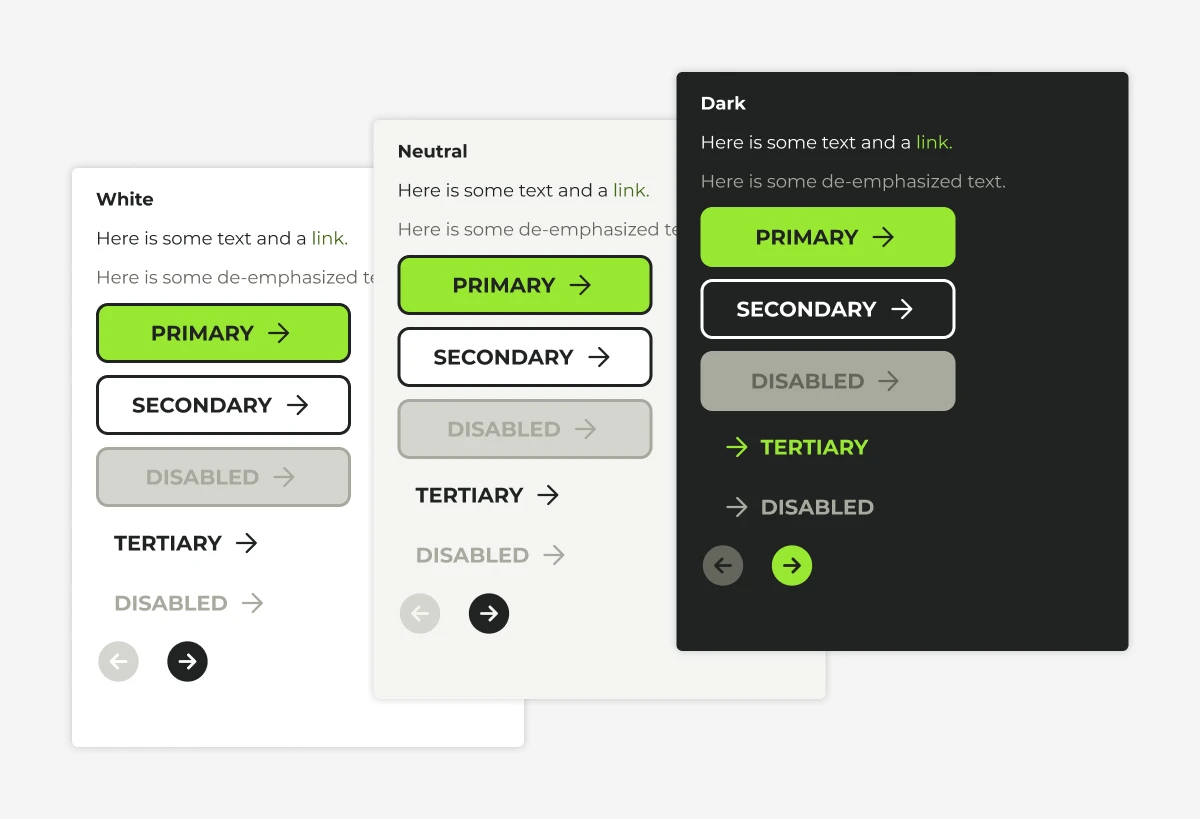 White
Here is some text and a link.
Here is some de-emphasized te
PRIMARY
SECONDARY
DISABLED
TERTIARY
DISABLED
Neutral
Here is some text and a link.
Here is some de-emphasized te
PRIMARY
SECONDARY
DISABLED
TERTIARY
DISABLED
Dark
Here is some text and a link.
Here is some de-emphasized text.
PRIMARY
SECONDARY
DISABLED
TERTIARY
DISABLED